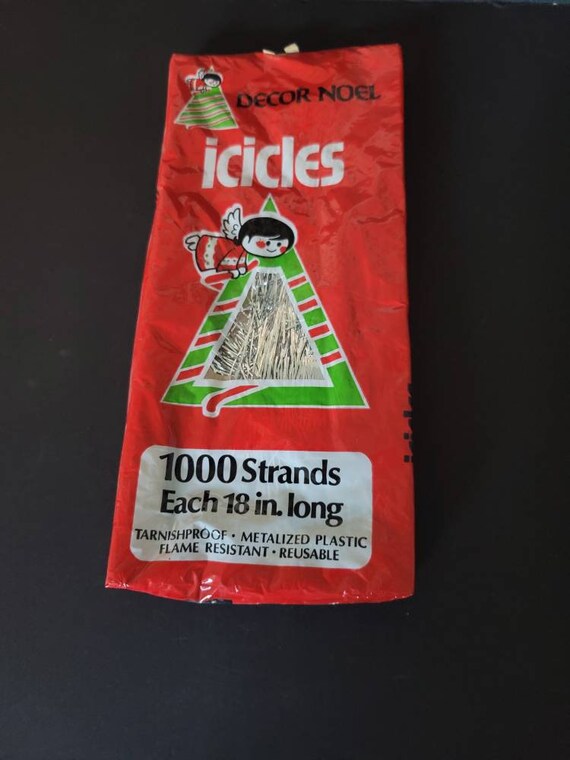 DECOR NOEL
icicles
1000 Strands
Each 18 in. long
TARNISHPROOF · METALIZED PLASTIC
FLAME RESISTANT · REUSABLE